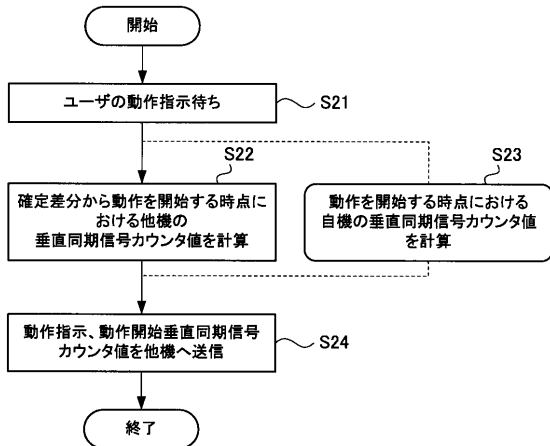 開始
ユーザの動作指示待ち
S21
S22
確定差分から動作を開始する時点に
おける他機の
垂直同期信号カウンタ値を計算
S23
動作を開始する時点における
自機の垂直同期信号カウンタ値
を計算
動作指示、動作開始垂直同期信号
カウンタ値を他機へ送信
S24
終了